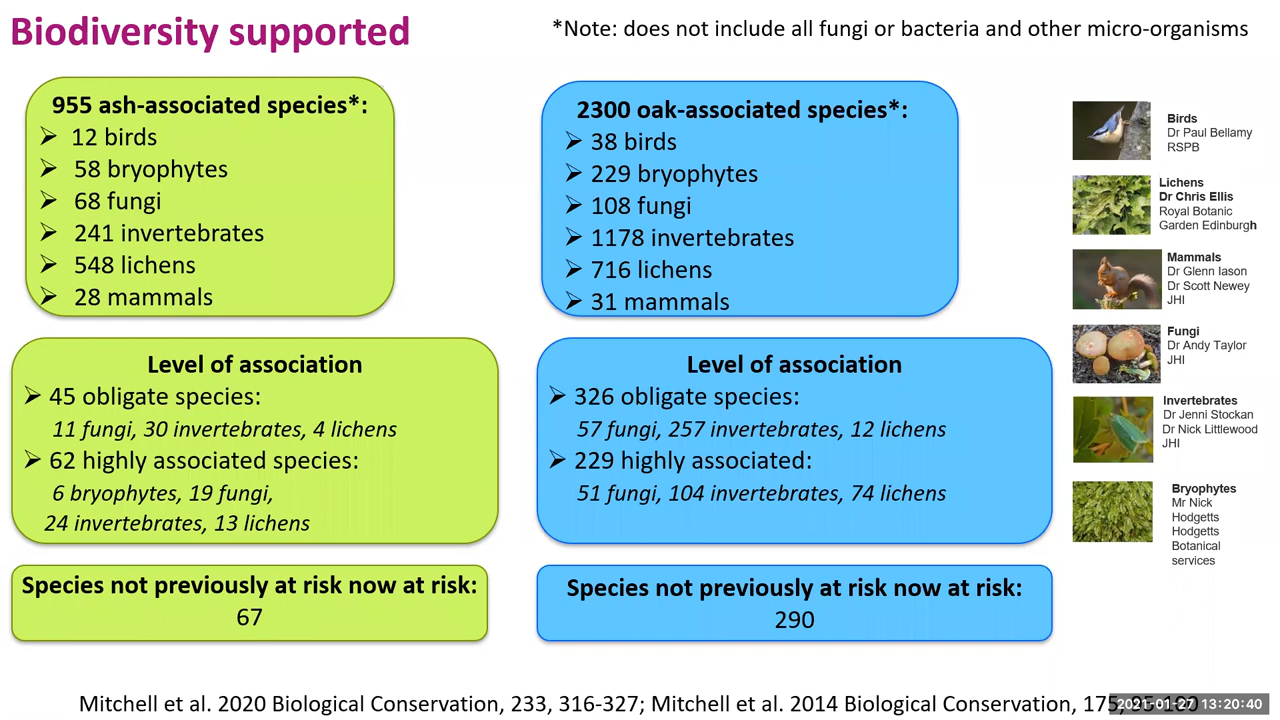 Biodiversity supported
*Note: does not include all fungi or bacteria and other micro-organisms
955 ash-associated species*:
➢ 12 birds
➢ 58 bryophytes
➢ 68 fungi
➢ 241 invertebrates
➢ 548 lichens
➢ 28 mammals
2300 oak-associated species*:
➢ 38 birds
➢ 229 bryophytes
➢ 108 fungi
➢ 1178 invertebrates
➢ 716 lichens
➢ 31 mammals
Level of association
➢ 45 obligate species:
11 fungi, 30 invertebrates, 4 lichens
➢ 62 highly associated species:
6 bryophytes, 19 fungi,
24 invertebrates, 13 lichens
Level of association
➢ 326 obligate species:
57 fungi, 257 invertebrates, 12 lichens
➢ 229 highly associated:
51 fungi, 104 invertebrates, 74 lichens
Species not previously at risk now at risk:
67
Species not previously at risk now at risk:
290
Birds
Dr Paul Bellamy
RSPB
Lichens
Dr Chris Ellis
Royal Botanic
Garden Edinburgh
Mammals
Dr Glenn Iason
Dr Scott Newey
JHI
Fungi
Dr Andy Taylor
JHI
Invertebrates
Dr Jenni Stockan
Dr Nick Littlewood
JHI
Bryophytes
Mr Nick
Hodgetts
Hodgetts
Botanical
services
Mitchell et al. 2020 Biological Conservation, 233, 316-327; Mitchell et al. 2014 Biological Conservation, 175,
2021-01-27 13:20:40